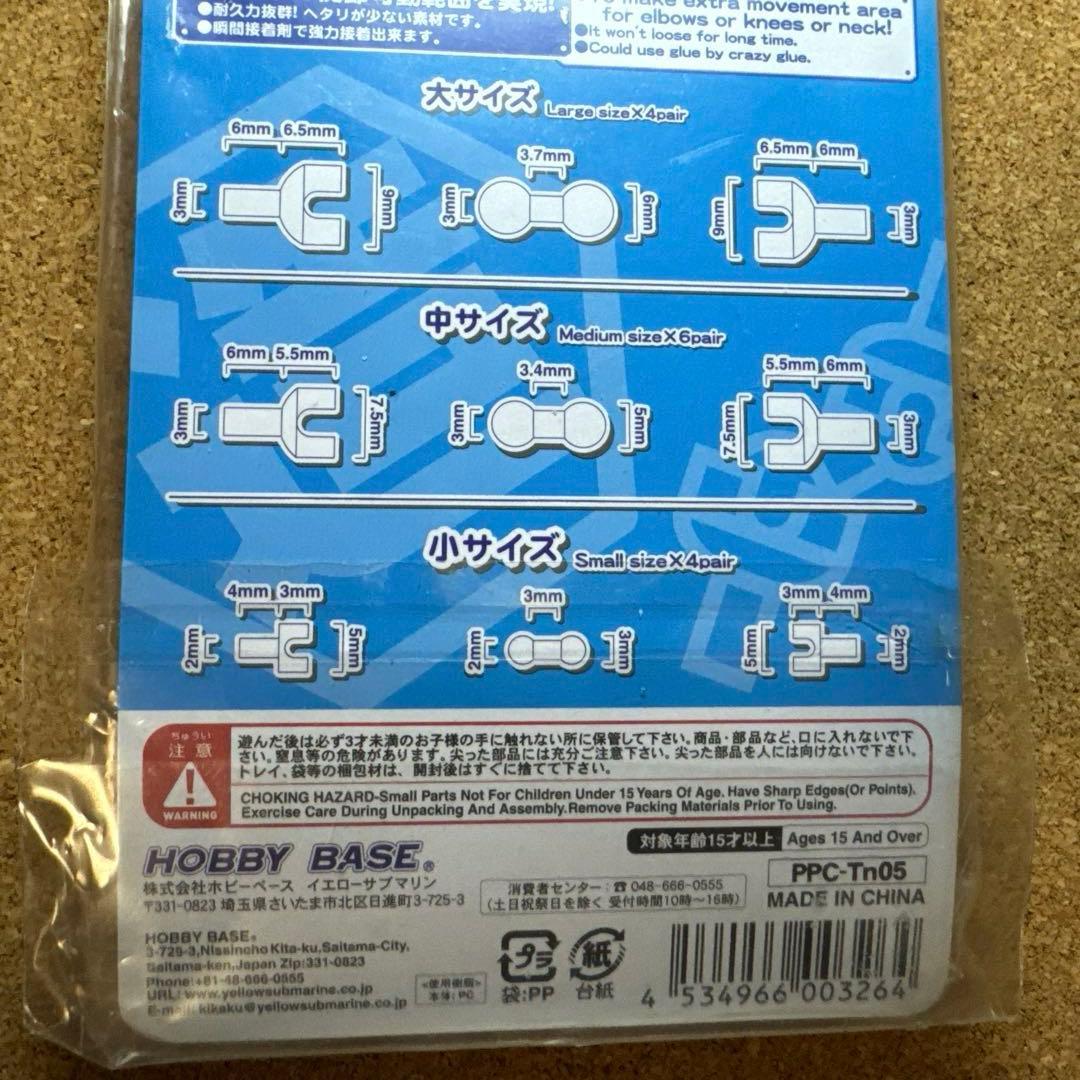 ●耐久力抜群!ヘタリが少ない素材です。
●瞬間接着剤で強力接着出来ます。
make extra movement area
for elbows or knees or neck!
●It won't loose for long time.
●Could use glue by crazy glue.
大サイズ Large size×4pair
6mm 6.5mm
3mm
9mm
3.7mm
3mm
6mm
6.5mm 6mm
9mm
3mm
中サイズ Medium size×6pair
6mm 5.5mm
3mm
7.5mm
3.4mm
3mm
5mm
5.5mm 6mm
7.5mm
3mm
小サイズ Small size×4pair
4mm 3mm
2mm
5mm
3mm
2mm
3mm
3mm 4mm
5mm
2mm
ちゅうい
注意
WARNING
遊んだ後は必ず3才未満のお子様の手に触れない所に保管して下さい。商品・部品など、口に入れないで下
さい。窒息等の危険があります。尖った部品には充分ご注意下さい。尖った部品を人には向けないで下さい。
トレイ、袋等の梱包材は、開封後はすぐに捨てて下さい。
CHOKING HAZARD-Small Parts Not For Children Under 15 Years Of Age. Have Sharp Edges(Or Points).
Exercise Care During Unpacking And Assembly.Remove Packing Materials Prior To Using.
対象年齢15才以上 Ages 15 And Over
HOBBY BASE®
株式会社ホビーベース イエローサブマリン
〒331-0823 埼玉県さいたま市北区日進町3-725-3
消費者センター:☎048-666-0555
(土日祝祭日を除く 受付時間10時〜16時)
PPC-Tn05
MADE IN CHINA
HOBBY BASE®
3-725-3,Nissincho Kita-ku,Saitama-City,
Saitama-ken,Japan Zip:331-0823
Phone:+81-48-666-0555
URL: www.yellowsubmarine.co.jp
E-mail: kikaku@yellowsubmarine.co.jp
<使用樹脂>
本体:PC
プラ
袋:PP
紙
台紙
4 534966 003264